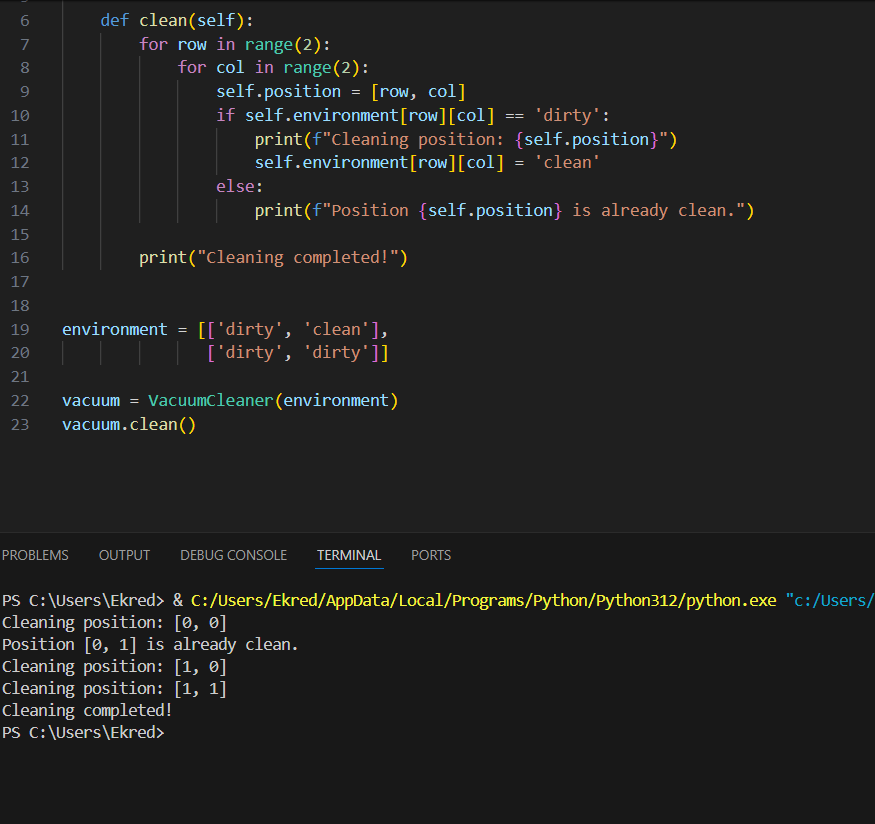 6 def clean(self):
7 for row in range(2):
8 for col in range(2):
9 self.position = [row, col]
10 if self.environment[row][col] == 'dirty':
11 print(f"Cleaning position: {self.position}")
12 self.environment[row][col] = 'clean'
13 else:
14 print(f"Position {self.position} is already clean.")
15
16 print("Cleaning completed!")
17
18
19 environment = [['dirty', 'clean'],
20 ['dirty', 'dirty']]
21
22 vacuum = VacuumCleaner(environment)
23 vacuum.clean()
PROBLEMS OUTPUT DEBUG CONSOLE TERMINAL PORTS
PS C:\Users\Ekred> & C:/Users/Ekred/AppData/Local/Programs/Python/Python312/python.exe "c:/Users/
Cleaning position: [0, 0]
Position [0, 1] is already clean.
Cleaning position: [1, 0]
Cleaning position: [1, 1]
Cleaning completed!
PS C:\Users\Ekred>